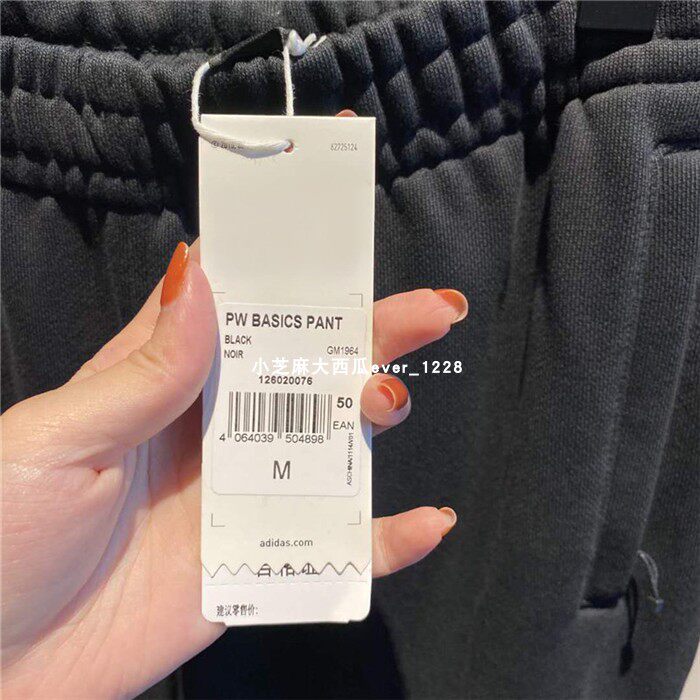 62725124
PW BASICS PANT
BLACK
NOIR
GM1964
小芝麻大西瓜ever_1228
126020076
50
EAN
4 064039 504898
M
adidas.com
建议零售价: